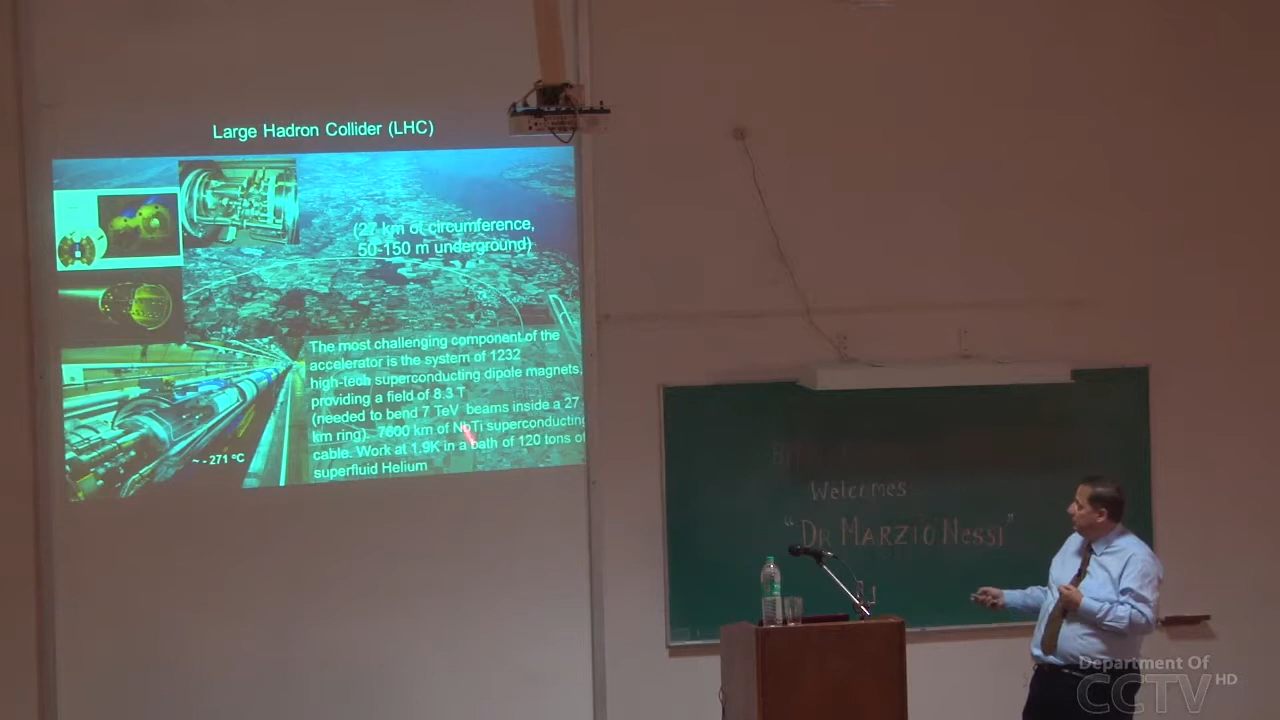 Large Hadron Collider (LHC)
(27 km of circumference,
50-150 m underground)
The most challenging component of the
accelerator is the system of 1232
high-tech superconducting dipole magnets,
providing a field of 8.3 T
(needed to bend 7 TeV beams inside a 27
km ring). 7600 km of NbTi superconducting
cable. Work at 1.9K in a bath of 120 tons of
superfluid Helium
~ - 271 ºC
Welcomes
"DR MARZIO NESSI"
Department Of
CCTV HD